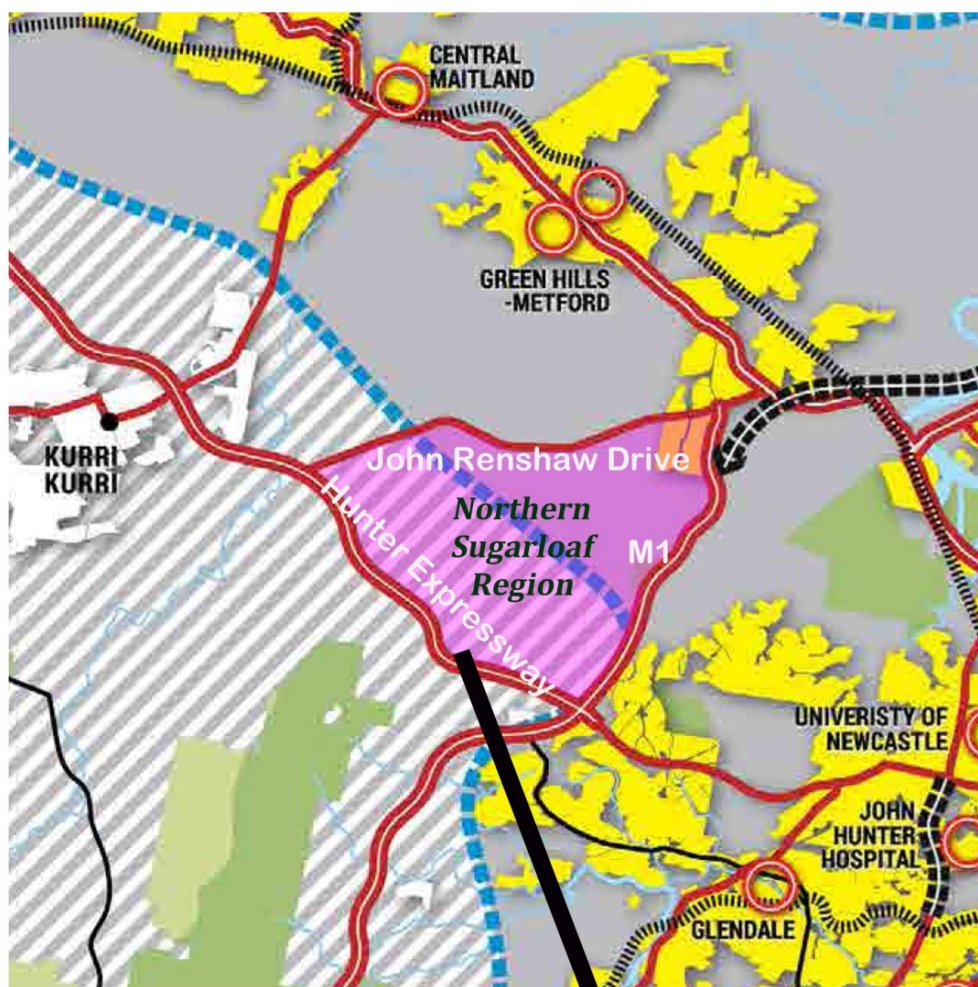 CENTRAL
MAITLAND
GREEN HILLS
-METFORD
KURRI
KURRI
John Renshaw Drive
Hunter Expressway
Northern
Sugarloaf
Region
M1
UNIVERISTY OF
NEWCASTLE
JOHN
HUNTER
HOSPITAL
GLENDALE